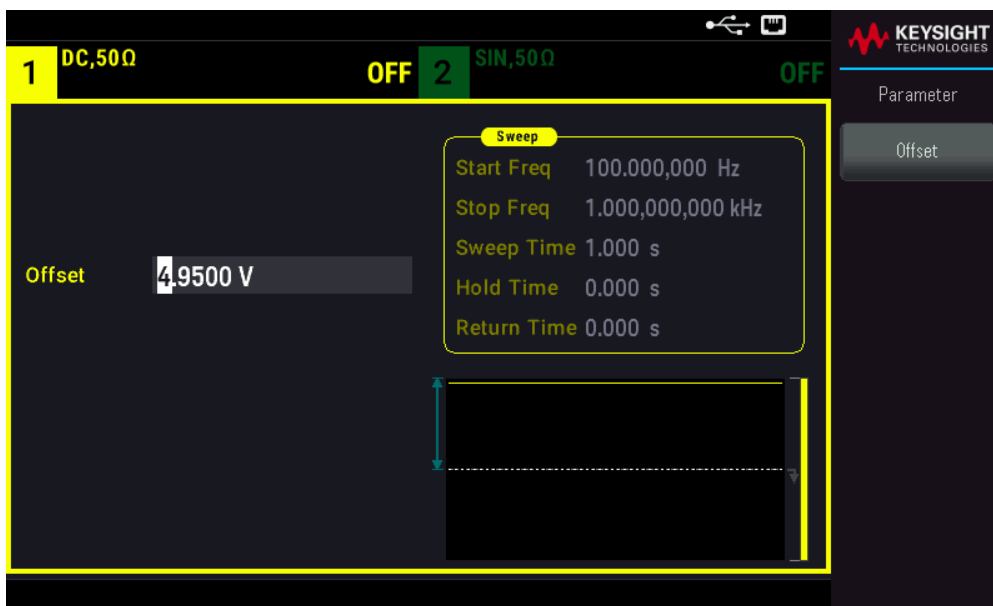 KEYSIGHT
TECHNOLOGIES
1 DC,50Ω OFF 2 SIN,50Ω OFF
Parameter
Offset
Sweep
Start Freq 100.000,000 Hz
Stop Freq 1.000,000,000 kHz
Sweep Time 1.000 s
Offset 4.9500 V
Hold Time 0.000 s
Return Time 0.000 s